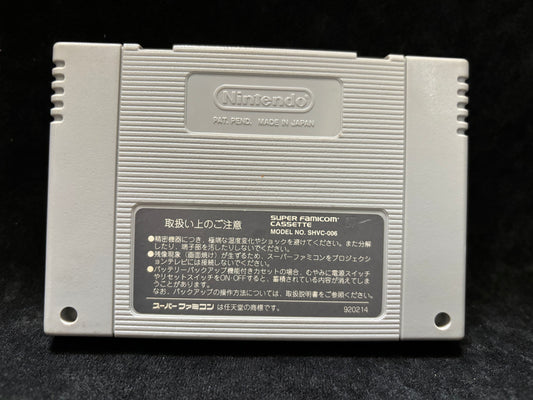 Nintendo
PAT. PEND. MADE IN JAPAN
取扱い上のご注意
SUPER FAMICOM
CASSETTE
MODEL NO. SHVC-006
●精密機器につき、極端な温度変化やショックを避けてください。また分解
したり、端子部を汚したりしないでください。
●残像現象（画面焼け）が生ずるため、スーパーファミコンをプロジェクシ
ョンテレビには接続しないでください。
●バッテリーバックアップ機能付きカセットの場合、むやみに電源スイッチ
やリセットスイッチをON・OFFすると、蓄積されている内容が消えてしま
うことがあります。
なお、バックアップの操作方法については、取扱説明書をご参照ください。
スーパーファミコン は任天堂の商標です。
920214